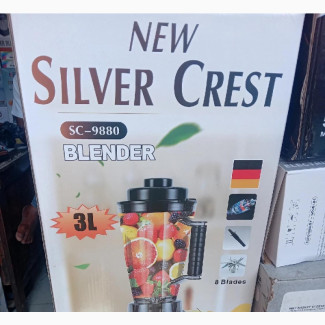 NEW
SILVER CREST
SC-9880
BLENDER
3L
8 Blades